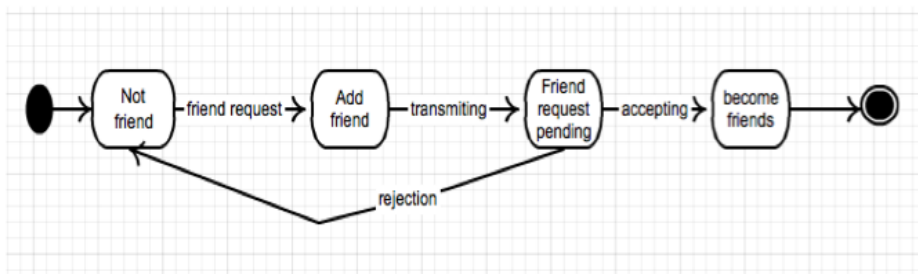 Not
friend
friend request
Add
friend
transmiting
Friend
request
pending
accepting
become
friends
rejection